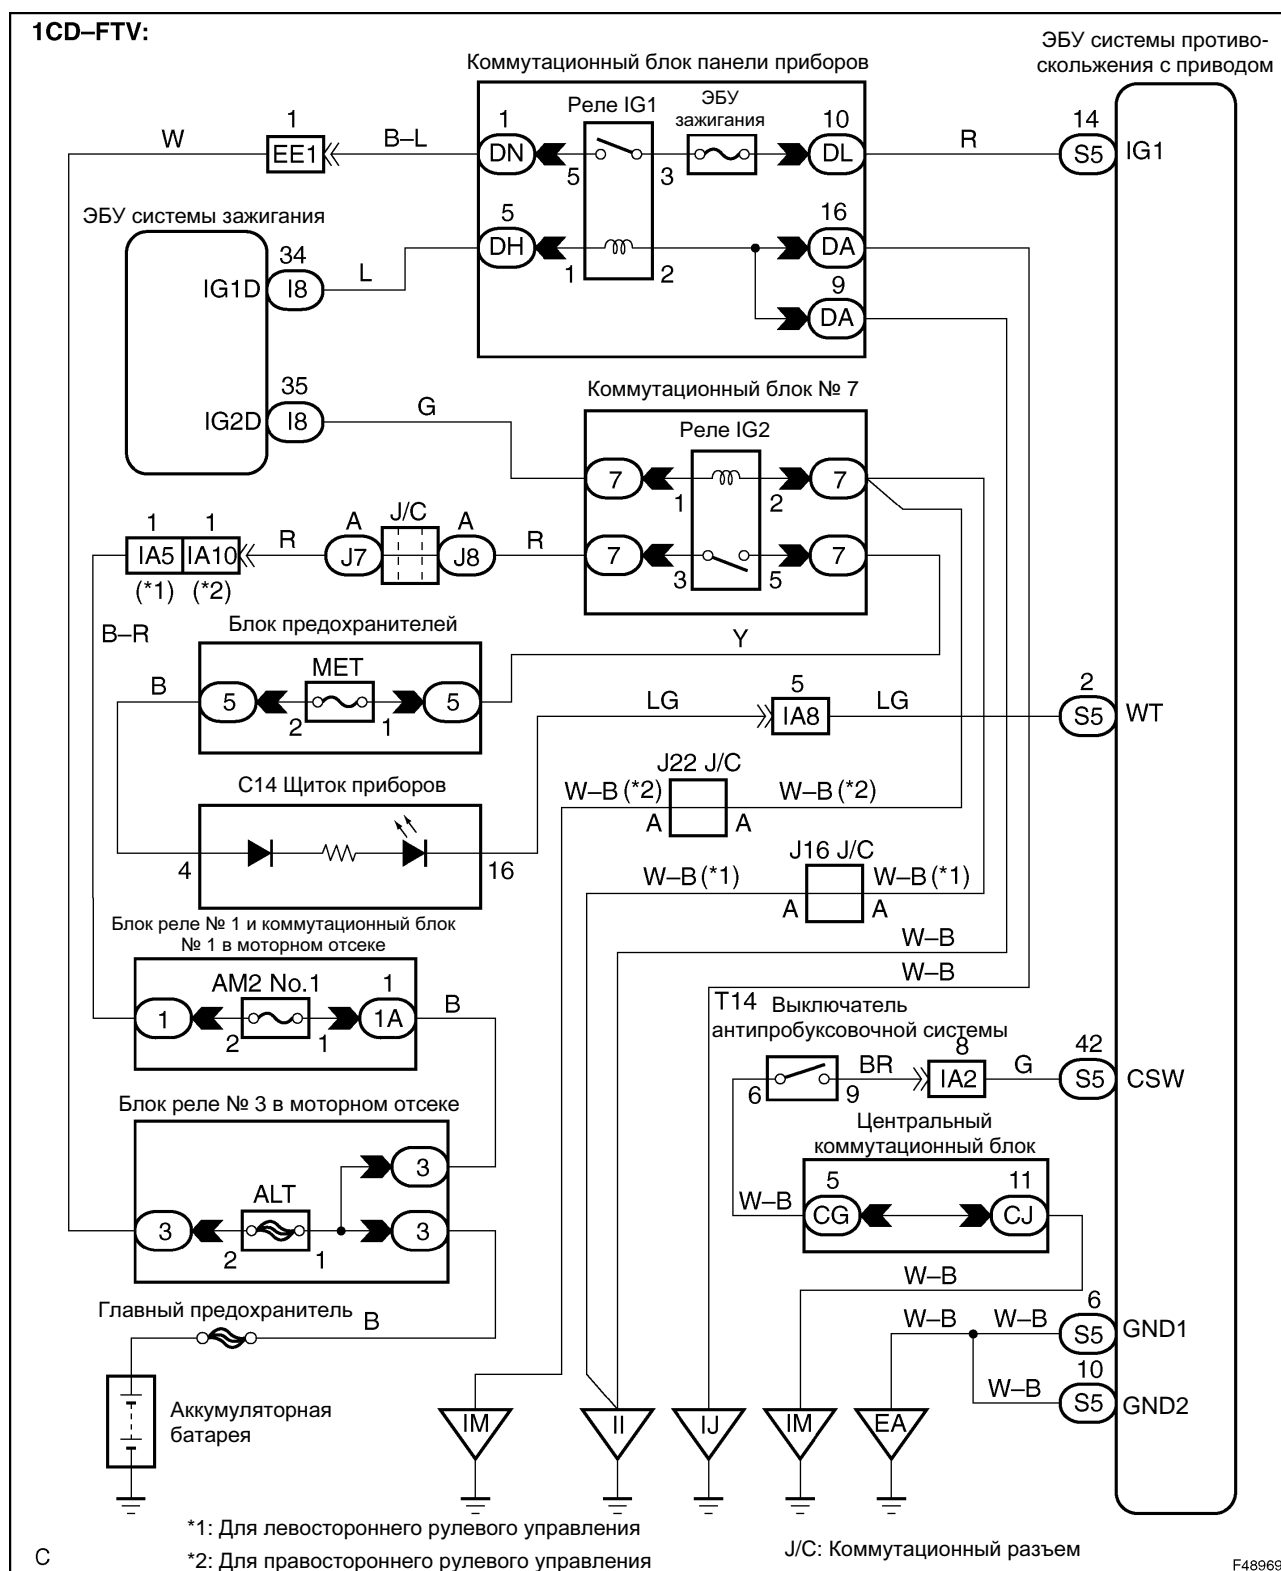 1CD–FTV:
ЭБУ системы противо-
скольжения с приводом
Коммутационный блок панели приборов
Реле IG1
ЭБУ
зажигания
1
W
EE1
B–L
1
DN
5
3
10
DL
R
14
S5
IG1
ЭБУ системы зажигания
5
DH
1
2
16
DA
9
DA
34
IG1D
I8
L
35
IG2D
I8
G
Коммутационный блок № 7
Реле IG2
7
1
2
7
7
3
5
7
1
1
IA5
IA10
(*1)
(*2)
R
A
J/C
A
J7
J8
R
B–R
Блок предохранителей
MET
B
5
2
1
5
Y
LG
5
IA8
LG
2
S5
WT
C14 Щиток приборов
4
16
J22 J/C
W–B (*2)
W–B (*2)
A
A
J16 J/C
W–B (*1)
W–B (*1)
A
A
W–B
W–B
Блок реле № 1 и коммутационный блок
№ 1 в моторном отсеке
AM2 No.1
1
1
2
1
1A
B
T14 Выключатель
антипробуксовочной системы
6
9
BR
8
IA2
G
42
S5
CSW
Блок реле № 3 в моторном отсеке
3
ALT
3
2
1
3
Центральный
коммутационный блок
W–B
5
CG
11
CJ
W–B
Главный предохранитель
B
W–B
W–B
6
S5
GND1
W–B
10
S5
GND2
Аккумуляторная
батарея
IM
II
IJ
IM
EA
*1: Для левостороннего рулевого управления
*2: Для правостороннего рулевого управления
J/C: Коммутационный разъем
C
F48969